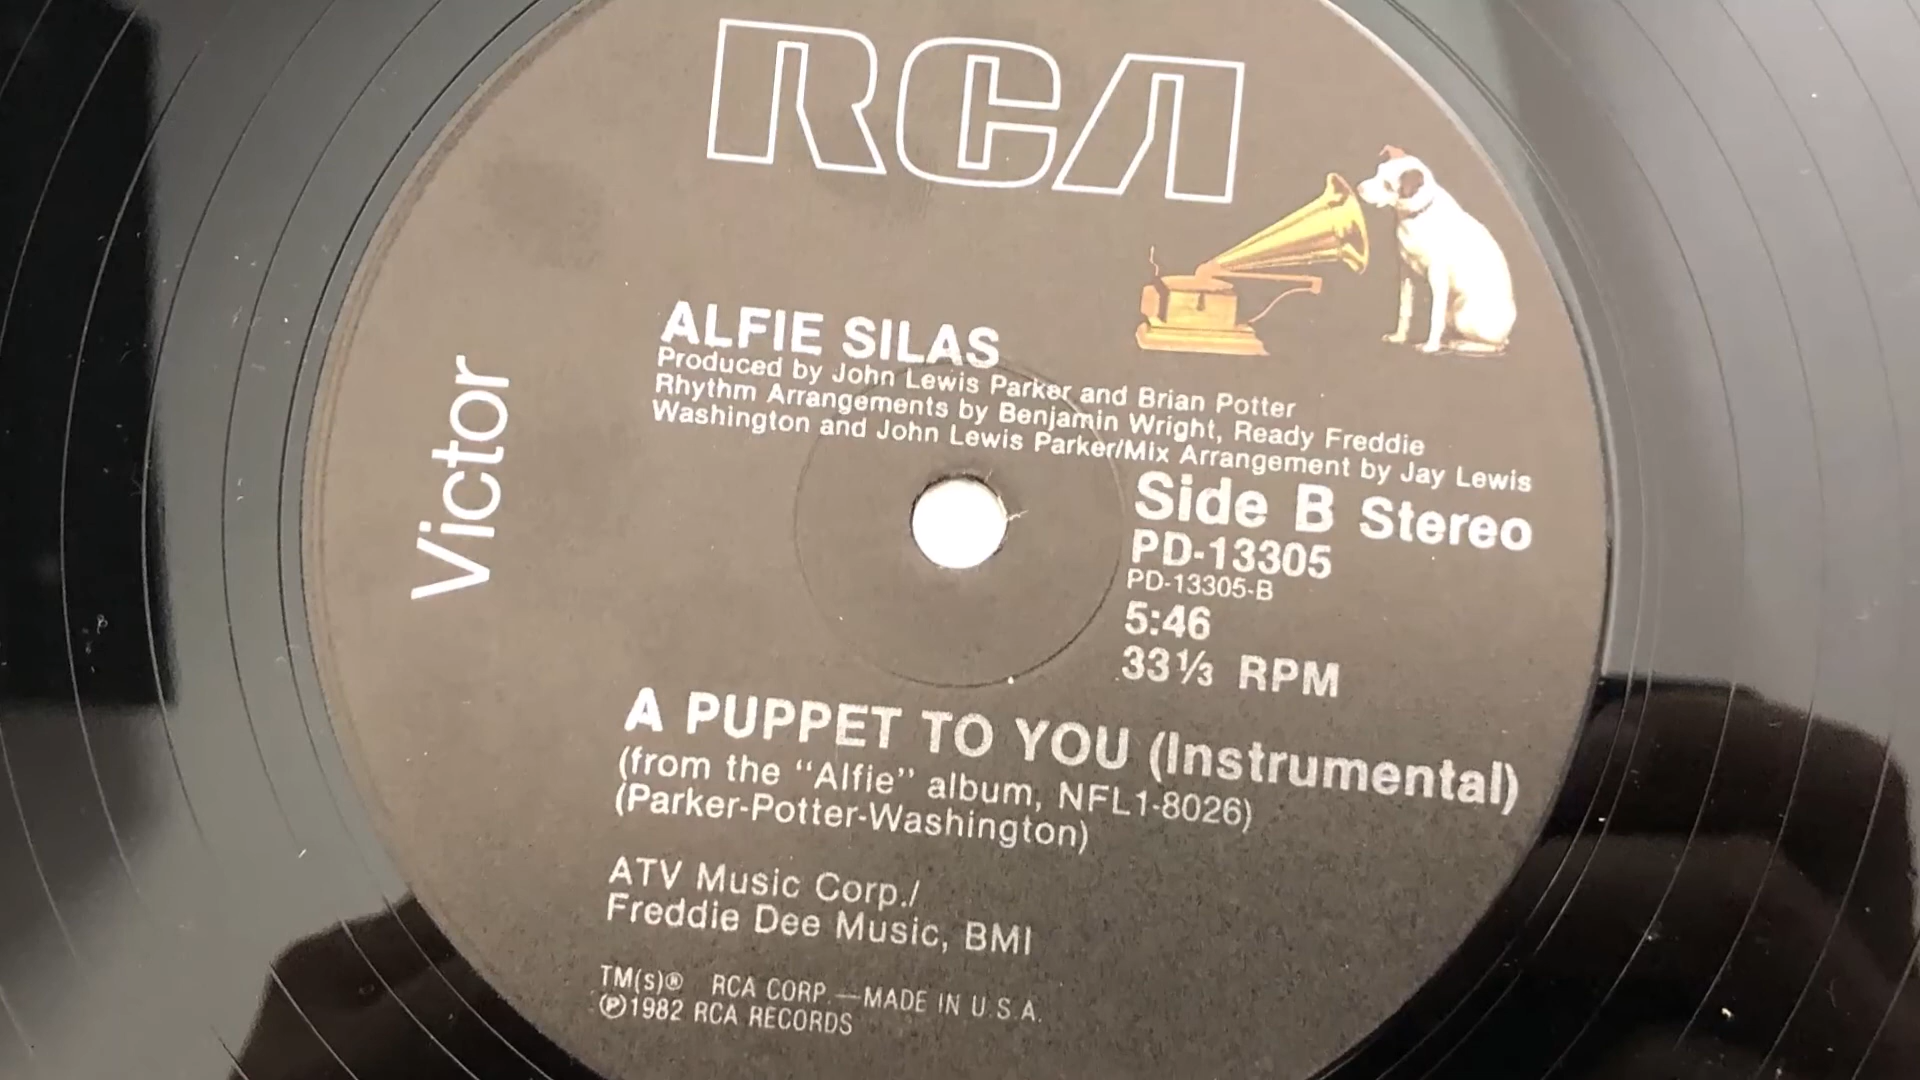 RCA
Victor
ALFIE SILAS
Produced by John Lewis Parker and Brian Potter
Rhythm Arrangements by Benjamin Wright, Ready Freddie
Washington and John Lewis Parker/Mix Arrangement by Jay Lewis
Side B Stereo
PD-13305
PD-13305-B
5:46
33⅓ RPM
A PUPPET TO YOU (Instrumental)
(from the "Alfie" album, NFL1-8026)
(Parker-Potter-Washington)
ATV Music Corp./
Freddie Dee Music, BMI
TM(s)® RCA CORP.—MADE IN U.S.A.
℗1982 RCA RECORDS